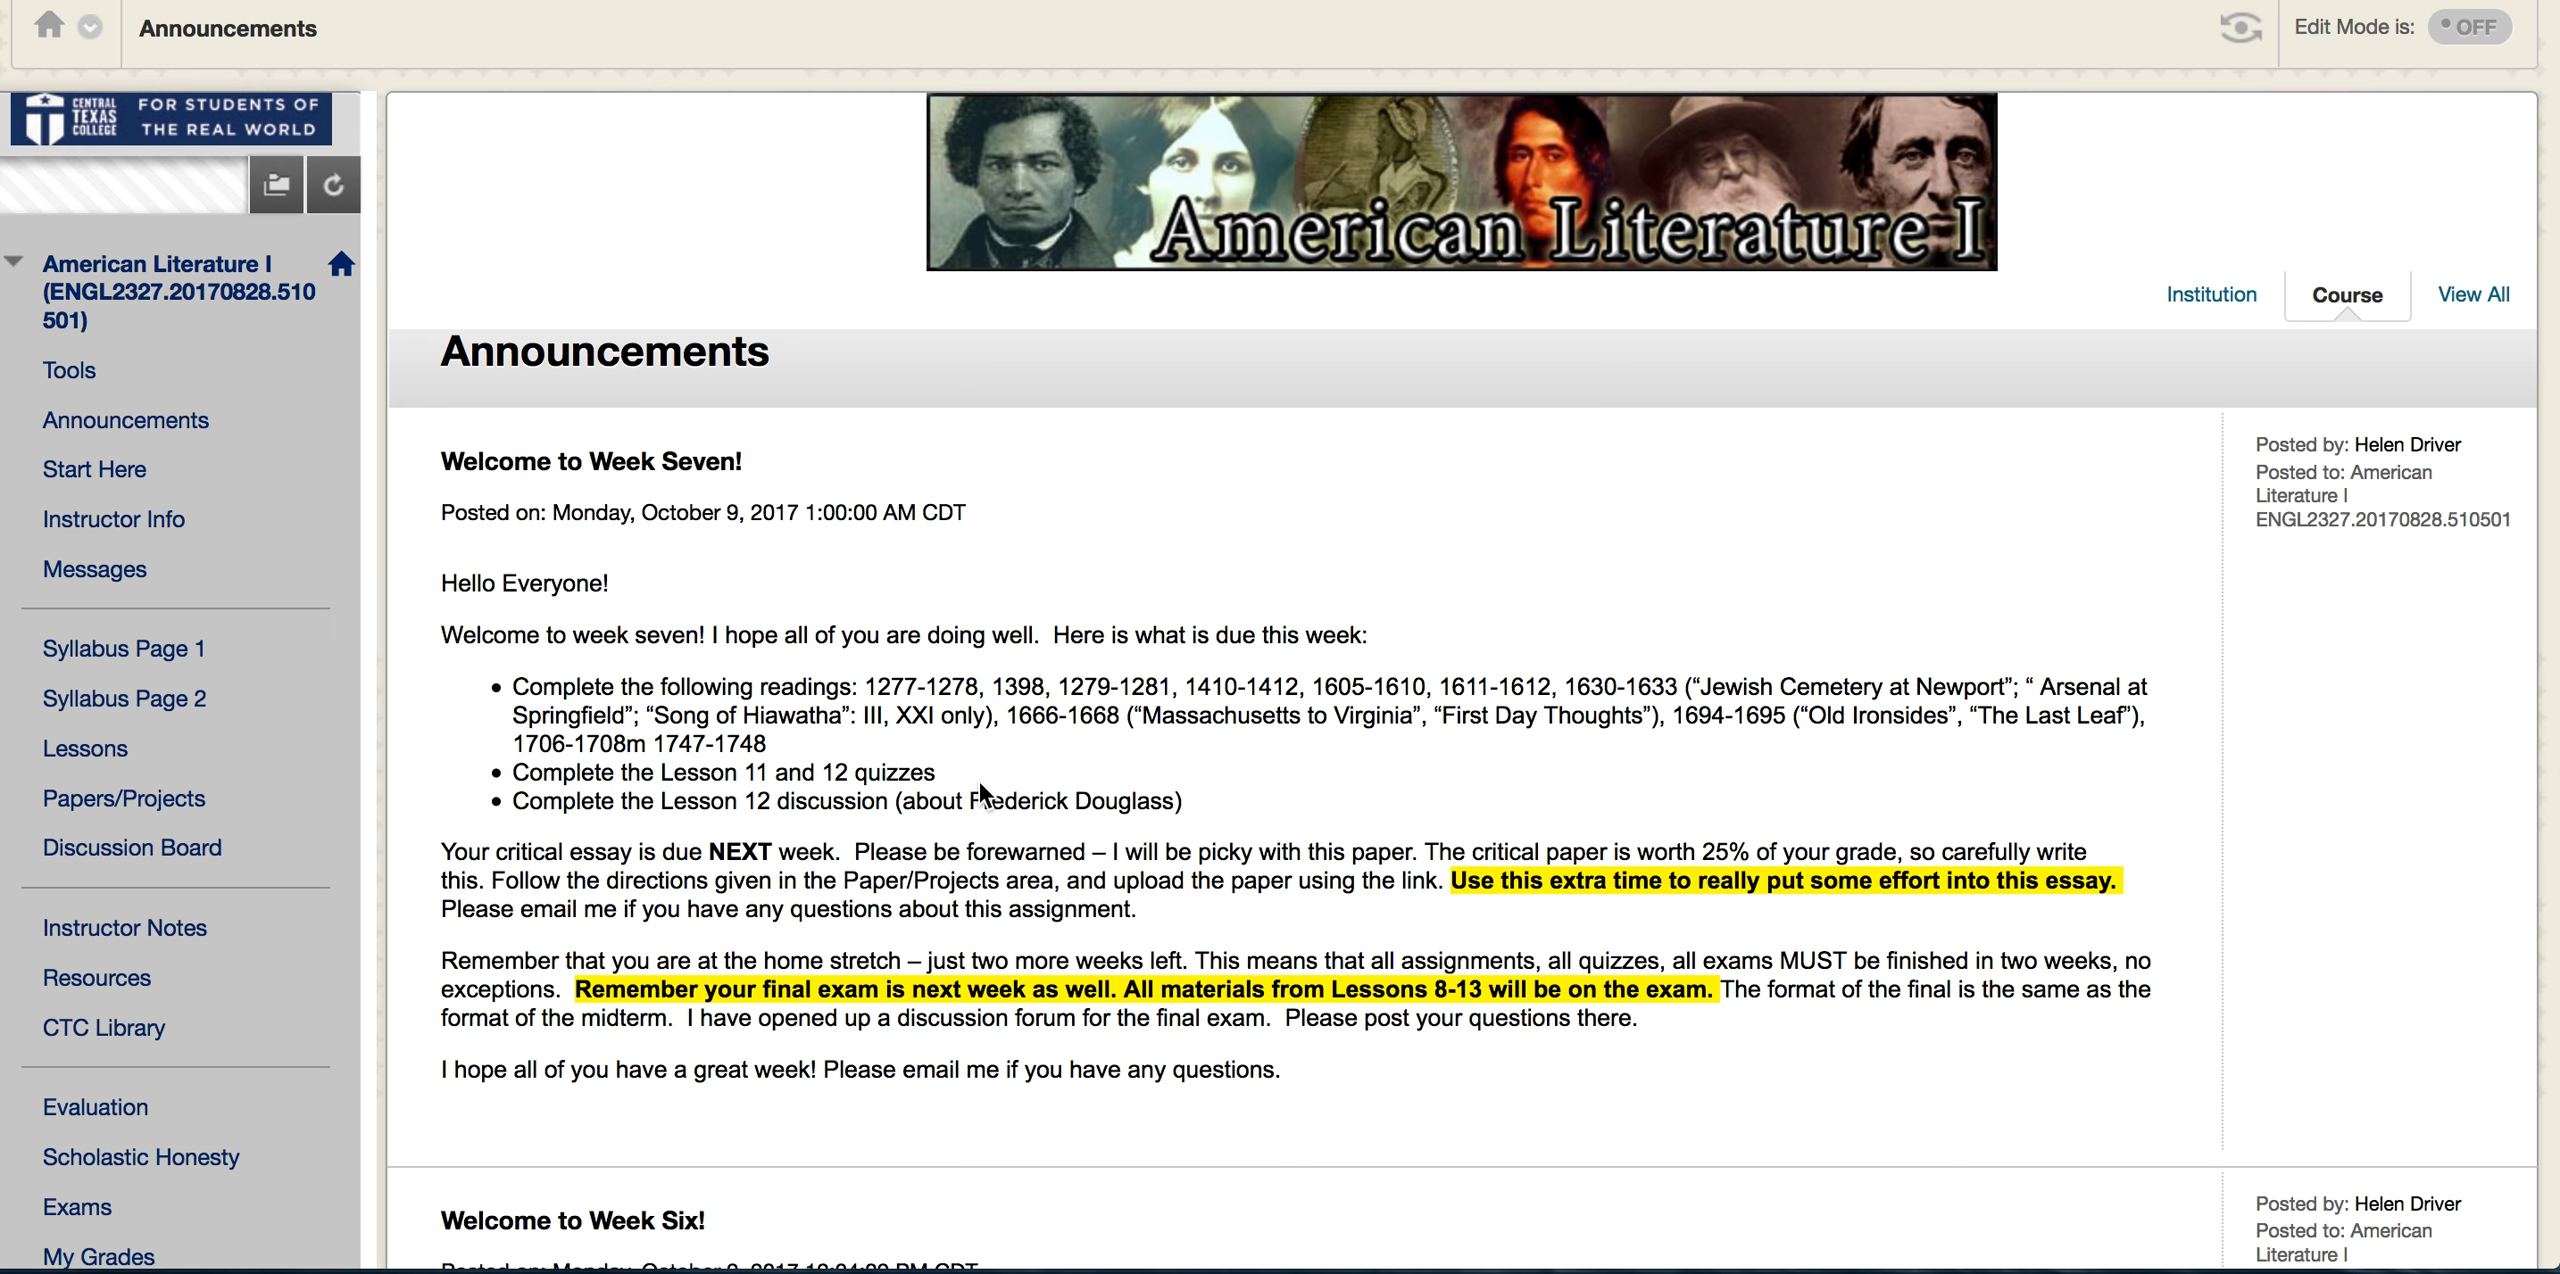 Announcements
Edit Mode is:
OFF
CENTRAL TEXAS COLLEGE
FOR STUDENTS OF
THE REAL WORLD
American Literature I
(ENGL2327.20170828.510
501)
Tools
Announcements
Start Here
Instructor Info
Messages
Syllabus Page 1
Syllabus Page 2
Lessons
Papers/Projects
Discussion Board
Instructor Notes
Resources
CTC Library
Evaluation
Scholastic Honesty
Exams
My Grades
American Literature I
Institution
Course
View All
Announcements
Welcome to Week Seven!
Posted on: Monday, October 9, 2017 1:00:00 AM CDT
Hello Everyone!
Welcome to week seven! I hope all of you are doing well.  Here is what is due this week:
• Complete the following readings: 1277-1278, 1398, 1279-1281, 1410-1412, 1605-1610, 1611-1612, 1630-1633 (“Jewish Cemetery at Newport”; “ Arsenal at
Springfield”; “Song of Hiawatha”: III, XXI only), 1666-1668 (“Massachusetts to Virginia”, “First Day Thoughts”), 1694-1695 (“Old Ironsides”, “The Last Leaf”),
1706-1708m 1747-1748
• Complete the Lesson 11 and 12 quizzes
• Complete the Lesson 12 discussion (about Frederick Douglass)
Your critical essay is due NEXT week.  Please be forewarned – I will be picky with this paper. The critical paper is worth 25% of your grade, so carefully write
this. Follow the directions given in the Paper/Projects area, and upload the paper using the link. Use this extra time to really put some effort into this essay.
Please email me if you have any questions about this assignment.
Remember that you are at the home stretch – just two more weeks left. This means that all assignments, all quizzes, all exams MUST be finished in two weeks, no
exceptions.  Remember your final exam is next week as well. All materials from Lessons 8-13 will be on the exam. The format of the final is the same as the
format of the midterm.  I have opened up a discussion forum for the final exam.  Please post your questions there.
I hope all of you have a great week! Please email me if you have any questions.
Posted by: Helen Driver
Posted to: American
Literature I
ENGL2327.20170828.510501
Welcome to Week Six!
Posted on: Monday, October
Posted by: Helen Driver
Posted to: American
Literature I